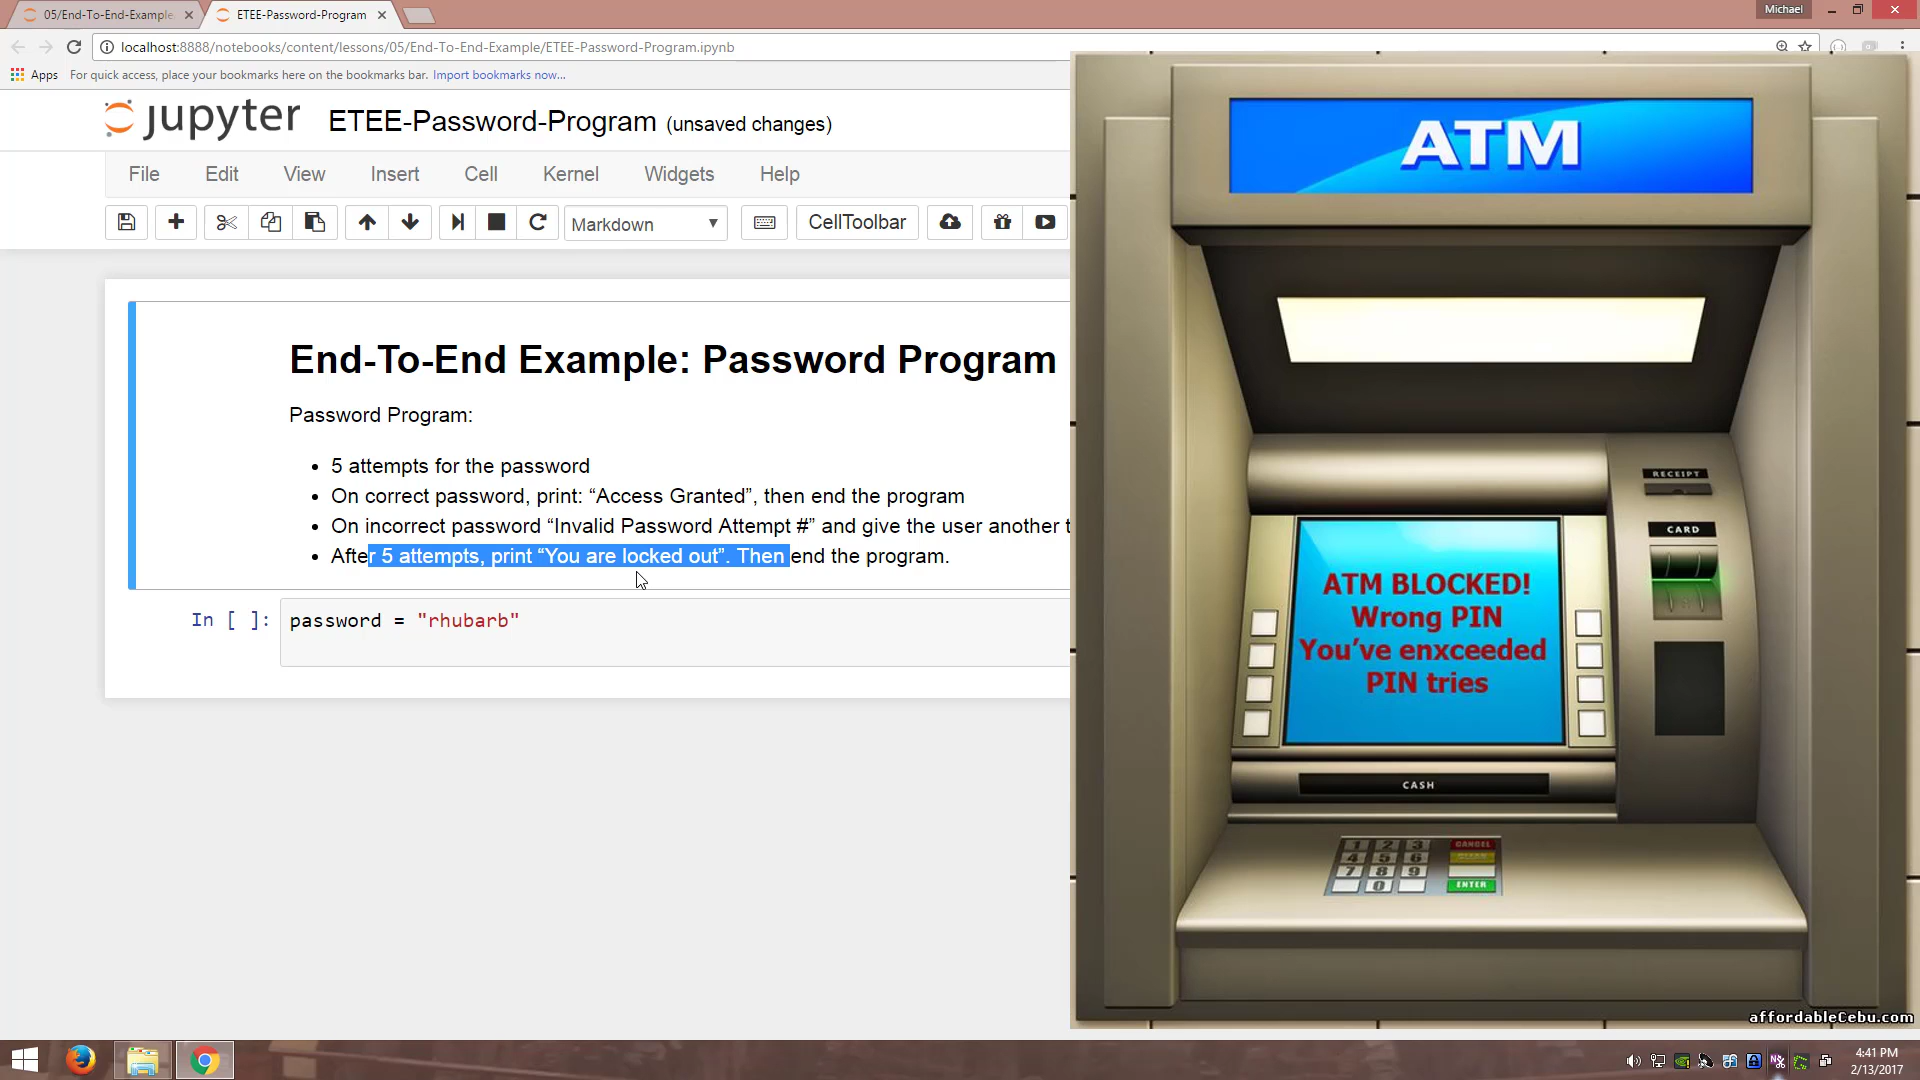 05/End-To-End-Example
ETEE-Password-Program
Michael
localhost:8888/notebooks/content/lessons/05/End-To-End-Example/ETEE-Password-Program.ipynb
Apps For quick access, place your bookmarks here on the bookmarks bar. Import bookmarks now...
jupyter ETEE-Password-Program (unsaved changes)
File Edit View Insert Cell Kernel Widgets Help
Markdown CellToolbar
End-To-End Example: Password Program
Password Program:
• 5 attempts for the password
• On correct password, print: “Access Granted”, then end the program
• On incorrect password “Invalid Password Attempt #” and give the user another t
• After 5 attempts, print “You are locked out”. Then end the program.
In [ ]: password = "rhubarb"
ATM
RECEIPT
CARD
ATM BLOCKED!
Wrong PIN
You’ve enxceeded
PIN tries
CASH
1 2 3 CANCEL
4 5 6
7 8 9
0 ENTER
affordableCebu.com
4:41 PM
2/13/2017